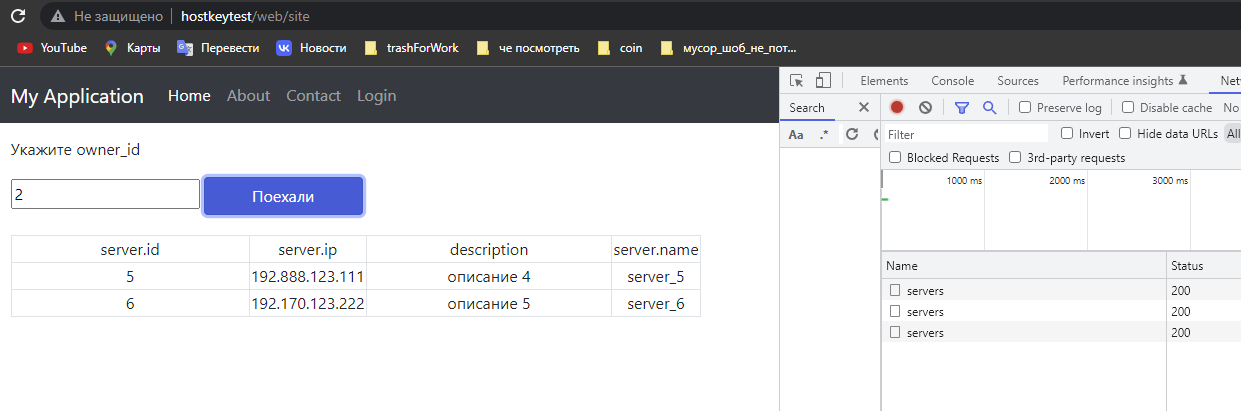 Не защищено hostkeytest/web/site
YouTube Карты Перевести Новости trashForWork че посмотреть coin мусор_шоб_не_пот...
My Application Home About Contact Login
Укажите owner_id
2 Поехали
server.id server.ip description server.name
5 192.888.123.111 описание 4 server_5
6 192.170.123.222 описание 5 server_6
Elements Console Sources Performance insights
Search
Aa .*
Preserve log Disable cache No
Filter Invert Hide data URLs All
Blocked Requests 3rd-party requests
1000 ms 2000 ms 3000 ms
Name Status
servers 200
servers 200
servers 200